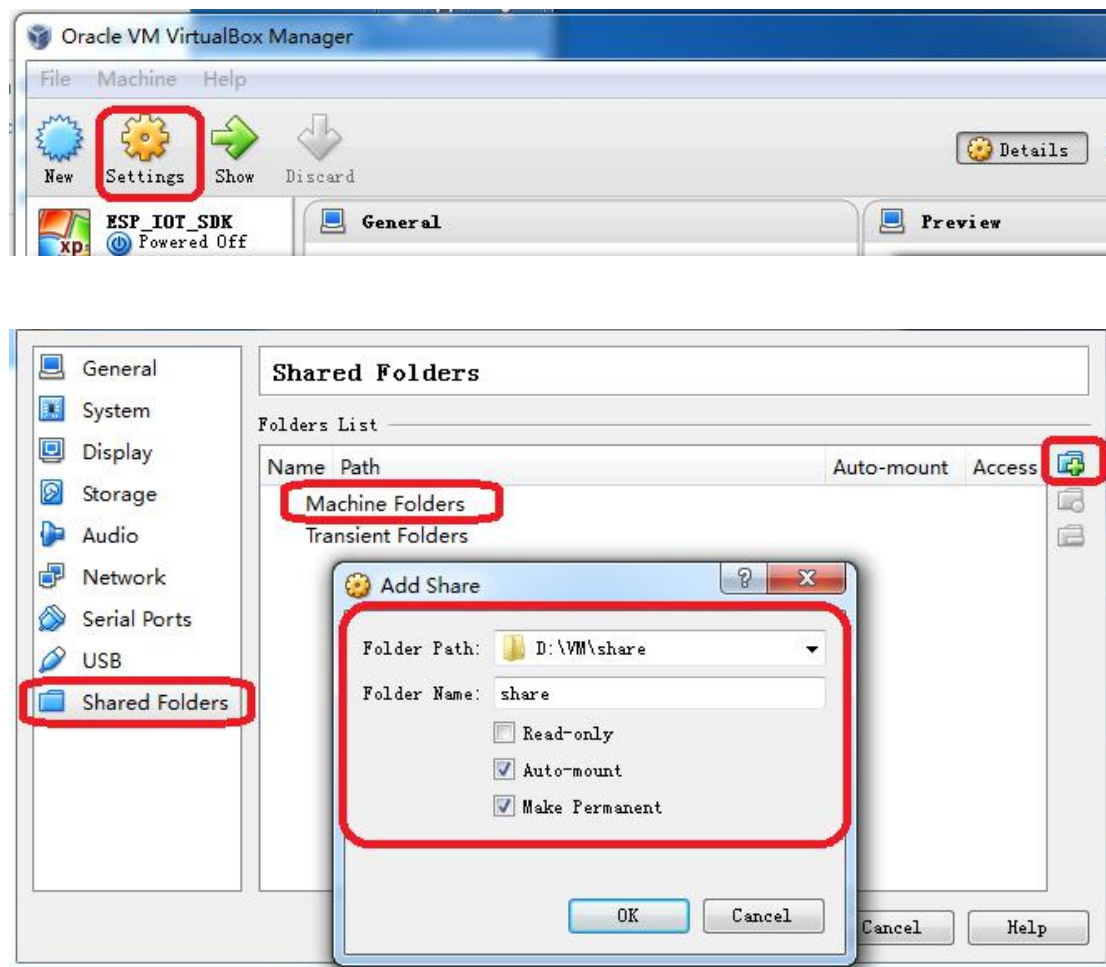 Oracle VM VirtualBox Manager
File Machine Help
New Settings Show Discard
Details
ESP_IOT_SDK
Powered Off
General
Preview
xp
General
System
Display
Storage
Audio
Network
Serial Ports
USB
Shared Folders
Shared Folders
Folders List
Name Path Auto-mount Access
Machine Folders
Transient Folders
Add Share
Folder Path: D:\VM\share
Folder Name: share
Read-only
Auto-mount
Make Permanent
OK Cancel
Cancel Help